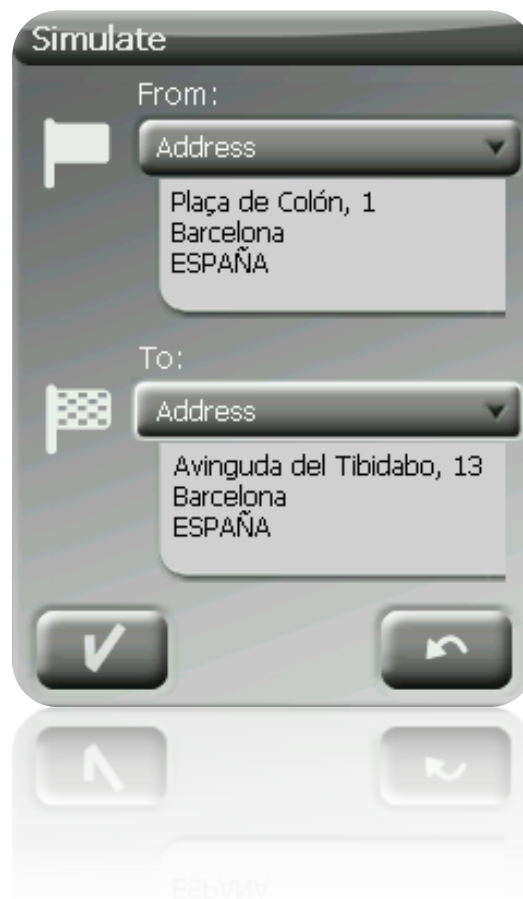 Simulate
From:
Address
Plaça de Colón, 1
Barcelona
ESPAÑA
To:
Address
Avinguda del Tibidabo, 13
Barcelona
ESPAÑA